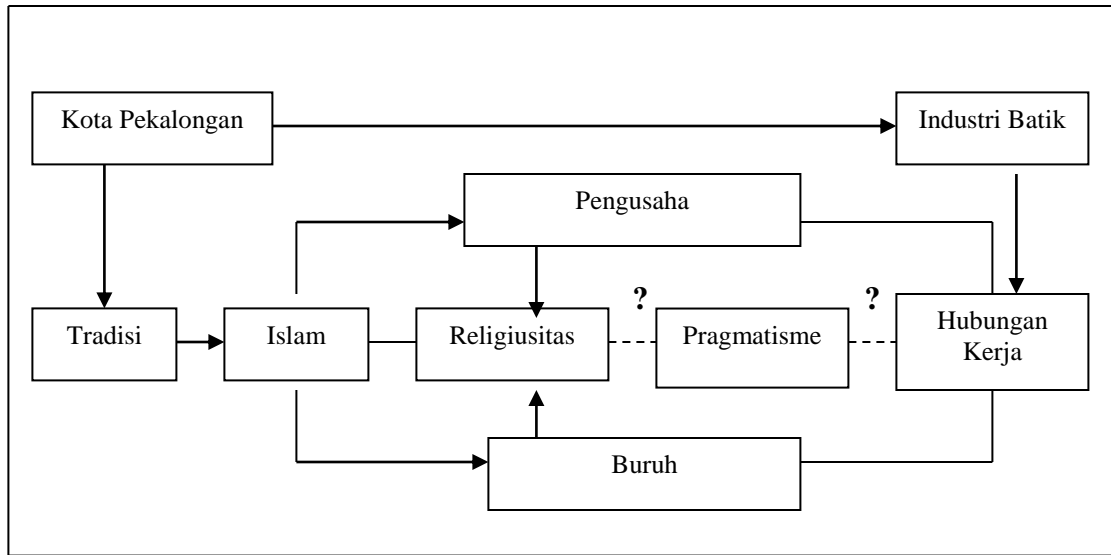 Kota Pekalongan
Industri Batik
Pengusaha
?
?
Tradisi
Islam
Religiusitas
Pragmatisme
Hubungan
Kerja
Buruh